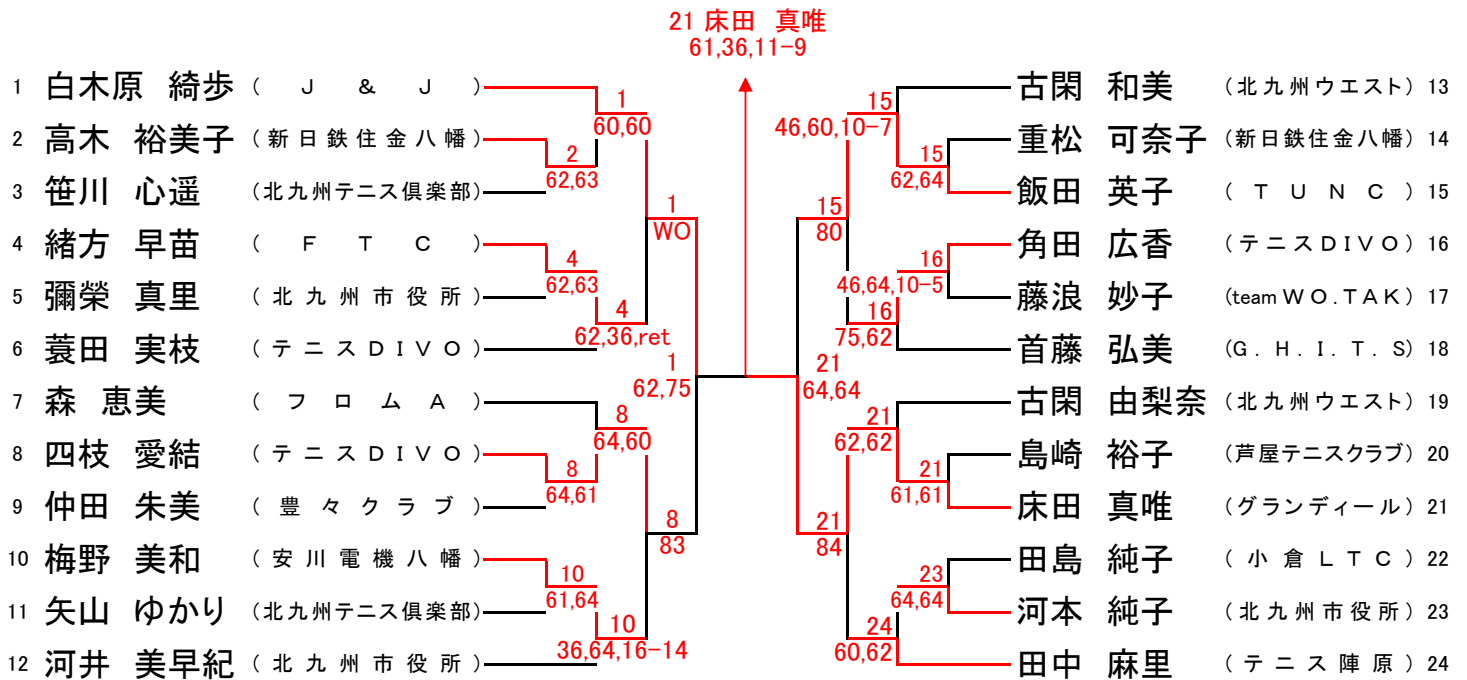 21 床田 真唯
61,36,11-9
1 白木原 綺歩 (J & J)
2 高木 裕美子 (新日鉄住金八幡)
3 笹川 心遥 (北九州テニス倶楽部)
4 緒方 早苗 (FTC)
5 彌榮 真里 (北九州市役所)
6 蓑田 実枝 (テニスDIVO)
7 森 恵美 (フロムA)
8 四枝 愛結 (テニスDIVO)
9 仲田 朱美 (豊々クラブ)
10 梅野 美和 (安川電機八幡)
11 矢山 ゆかり (北九州テニス倶楽部)
12 河井 美早紀 (北九州市役所)
1
60,60
2
62,63
4
62,63
4
62,36,ret
8
64,60
8
64,61
10
61,64
10
36,64,16-14
1
WO
8
83
1
62,75
21
64,64
15
80
21
84
15
46,60,10-7
15
62,64
16
46,64,10-5
16
75,62
21
62,62
21
61,61
23
64,64
24
60,62
古閑 和美 (北九州ウエスト) 13
重松 可奈子 (新日鉄住金八幡) 14
飯田 英子 (TUNC) 15
角田 広香 (テニスDIVO) 16
藤浪 妙子 (team WO.TAK) 17
首藤 弘美 (G.H.I.T.S) 18
古閑 由梨奈 (北九州ウエスト) 19
島崎 裕子 (芦屋テニスクラブ) 20
床田 真唯 (グランディール) 21
田島 純子 (小倉LTC) 22
河本 純子 (北九州市役所) 23
田中 麻里 (テニス陣原) 24